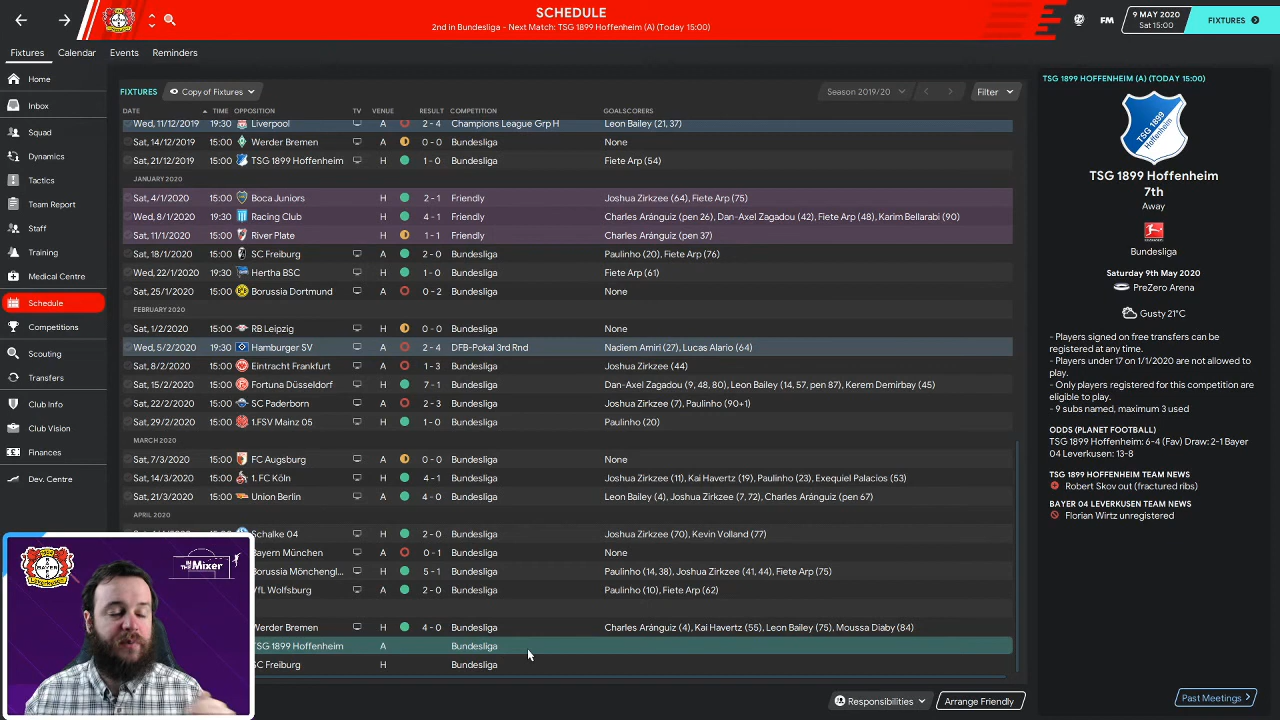 SCHEDULE
2nd in Bundesliga - Next Match: TSG 1899 Hoffenheim (A) (Today 15:00)
FM
9 MAY 2020
Sat 15:00
FIXTURES
Fixtures Calendar Events Reminders
Home
Inbox
Squad
Dynamics
Tactics
Team Report
Staff
Training
Medical Centre
Schedule
Competitions
Scouting
Transfers
Club Info
Club Vision
Finances
Dev. Centre
FIXTURES Copy of Fixtures Season 2019/20 Filter
DATE TIME OPPOSITION TV VENUE RESULT COMPETITION GOALSCORERS
Wed, 11/12/2019 19:30 Liverpool A 2 - 4 Champions League Grp H Leon Bailey (21, 37)
Sat, 14/12/2019 15:00 Werder Bremen A 0 - 0 Bundesliga None
Sat, 21/12/2019 15:00 TSG 1899 Hoffenheim H 1 - 0 Bundesliga Fiete Arp (54)
JANUARY 2020
Sat, 4/1/2020 15:00 Boca Juniors H 2 - 1 Friendly Joshua Zirkzee (64), Fiete Arp (75)
Wed, 8/1/2020 19:30 Racing Club H 4 - 1 Friendly Charles Aránguiz (pen 26), Dan-Axel Zagadou (42), Fiete Arp (48), Karim Bellarabi (90)
Sat, 11/1/2020 15:00 River Plate H 1 - 1 Friendly Charles Aránguiz (pen 37)
Sat, 18/1/2020 15:00 SC Freiburg A 2 - 0 Bundesliga Paulinho (20), Fiete Arp (76)
Wed, 22/1/2020 19:30 Hertha BSC H 1 - 0 Bundesliga Fiete Arp (61)
Sat, 25/1/2020 15:00 Borussia Dortmund A 0 - 2 Bundesliga None
FEBRUARY 2020
Sat, 1/2/2020 15:00 RB Leipzig H 0 - 0 Bundesliga None
Wed, 5/2/2020 19:30 Hamburger SV A 2 - 4 DFB-Pokal 3rd Rnd Nadiem Amiri (27), Lucas Alario (64)
Sat, 8/2/2020 15:00 Eintracht Frankfurt A 1 - 3 Bundesliga Joshua Zirkzee (44)
Sat, 15/2/2020 15:00 Fortuna Düsseldorf H 7 - 1 Bundesliga Dan-Axel Zagadou (9, 48, 80), Leon Bailey (14, 57, pen 87), Kerem Demirbay (45)
Sat, 22/2/2020 15:00 SC Paderborn A 2 - 3 Bundesliga Joshua Zirkzee (7), Paulinho (90+1)
Sat, 29/2/2020 15:00 1.FSV Mainz 05 H 1 - 0 Bundesliga Paulinho (20)
MARCH 2020
Sat, 7/3/2020 15:00 FC Augsburg A 0 - 0 Bundesliga None
Sat, 14/3/2020 15:00 1. FC Köln H 4 - 1 Bundesliga Joshua Zirkzee (11), Kai Havertz (19), Paulinho (23), Exequiel Palacios (53)
Sat, 21/3/2020 15:00 Union Berlin A 4 - 0 Bundesliga Leon Bailey (4), Joshua Zirkzee (7, 72), Charles Aránguiz (pen 67)
APRIL 2020
Schalke 04 H 2 - 0 Bundesliga Joshua Zirkzee (70), Kevin Volland (77)
Bayern München A 0 - 1 Bundesliga None
Borussia Mönchengl... H 5 - 1 Bundesliga Paulinho (14, 38), Joshua Zirkzee (41, 44), Fiete Arp (75)
VfL Wolfsburg A 2 - 0 Bundesliga Paulinho (10), Fiete Arp (62)
Werder Bremen H 4 - 0 Bundesliga Charles Aránguiz (4), Kai Havertz (55), Leon Bailey (75), Moussa Diaby (84)
TSG 1899 Hoffenheim A Bundesliga
SC Freiburg H Bundesliga
Responsibilities Arrange Friendly
TSG 1899 HOFFENHEIM (A) (TODAY 15:00)
TSG 1899
TSG 1899 Hoffenheim
7th
Away
Bundesliga
Saturday 9th May 2020
PreZero Arena
Gusty 21°C
- Players signed on free transfers can be
registered at any time.
- Players under 17 on 1/1/2020 are not allowed to
play.
- Only players registered for this competition are
eligible to play.
- 9 subs named, maximum 3 used
ODDS (PLANET FOOTBALL)
TSG 1899 Hoffenheim: 6-4 (Fav) Draw: 2-1 Bayer
04 Leverkusen: 13-8
TSG 1899 HOFFENHEIM TEAM NEWS
Robert Skov out (fractured ribs)
BAYER 04 LEVERKUSEN TEAM NEWS
Florian Wirtz unregistered
Past Meetings
Leverkusen
Mixer